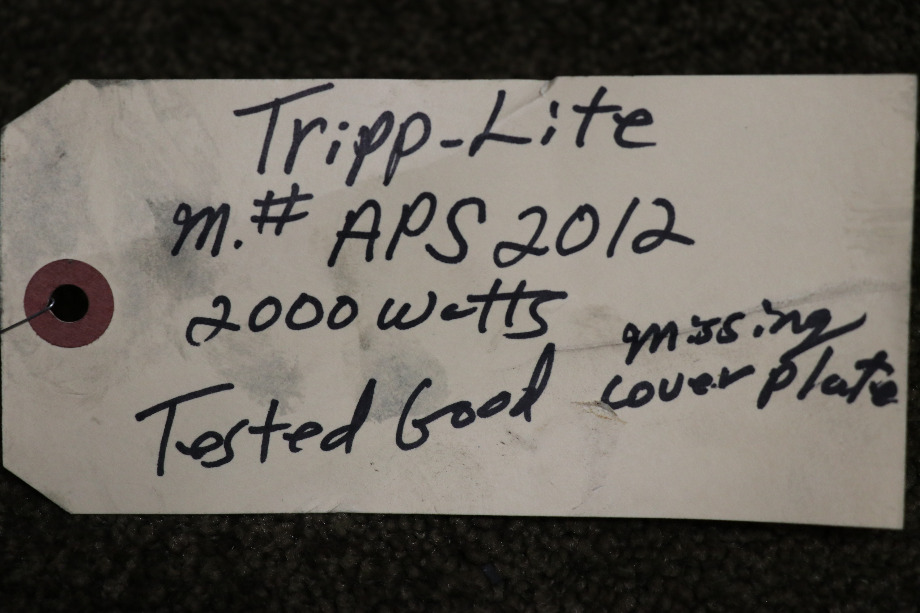 Tripp-Lite
M.# APS 2012
2000 watts
Tested Good
missing
cover plate